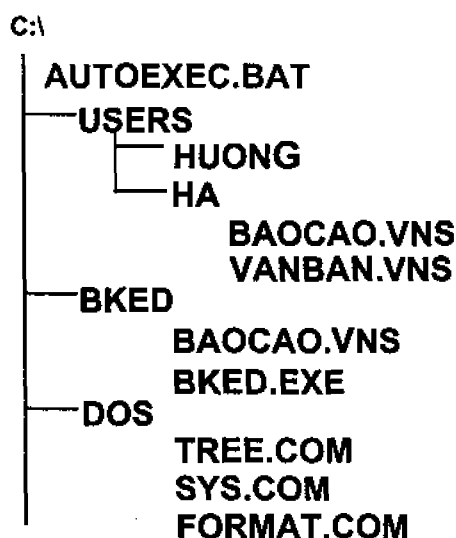 C:\
AUTOEXEC.BAT
USERS
HUONG
HA
BAOCAO.VNS
VANBAN.VNS
BKED
BAOCAO.VNS
BKED.EXE
DOS
TREE.COM
SYS.COM
FORMAT.COM